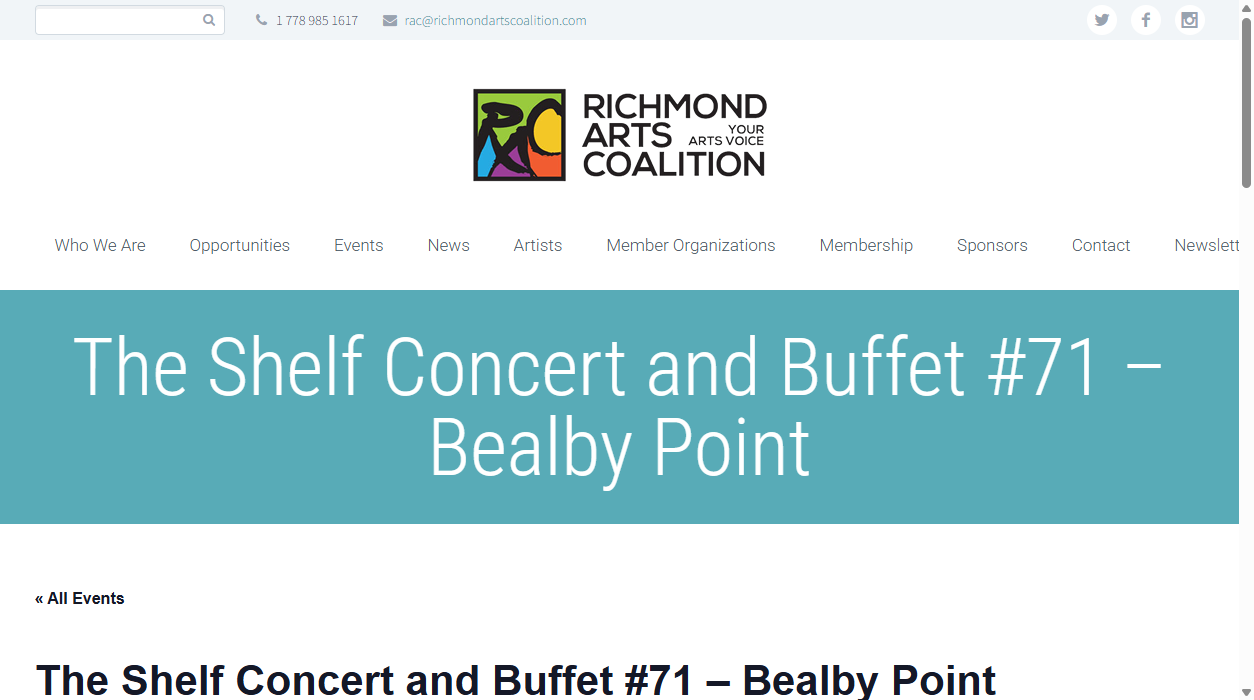 1 778 985 1617 rac@richmondartscoalition.com
RC
RICHMOND
ARTS YOUR ARTS VOICE
COALITION
Who We Are Opportunities Events News Artists Member Organizations Membership Sponsors Contact Newslett
The Shelf Concert and Buffet #71 –
Bealby Point
« All Events
The Shelf Concert and Buffet #71 – Bealby Point